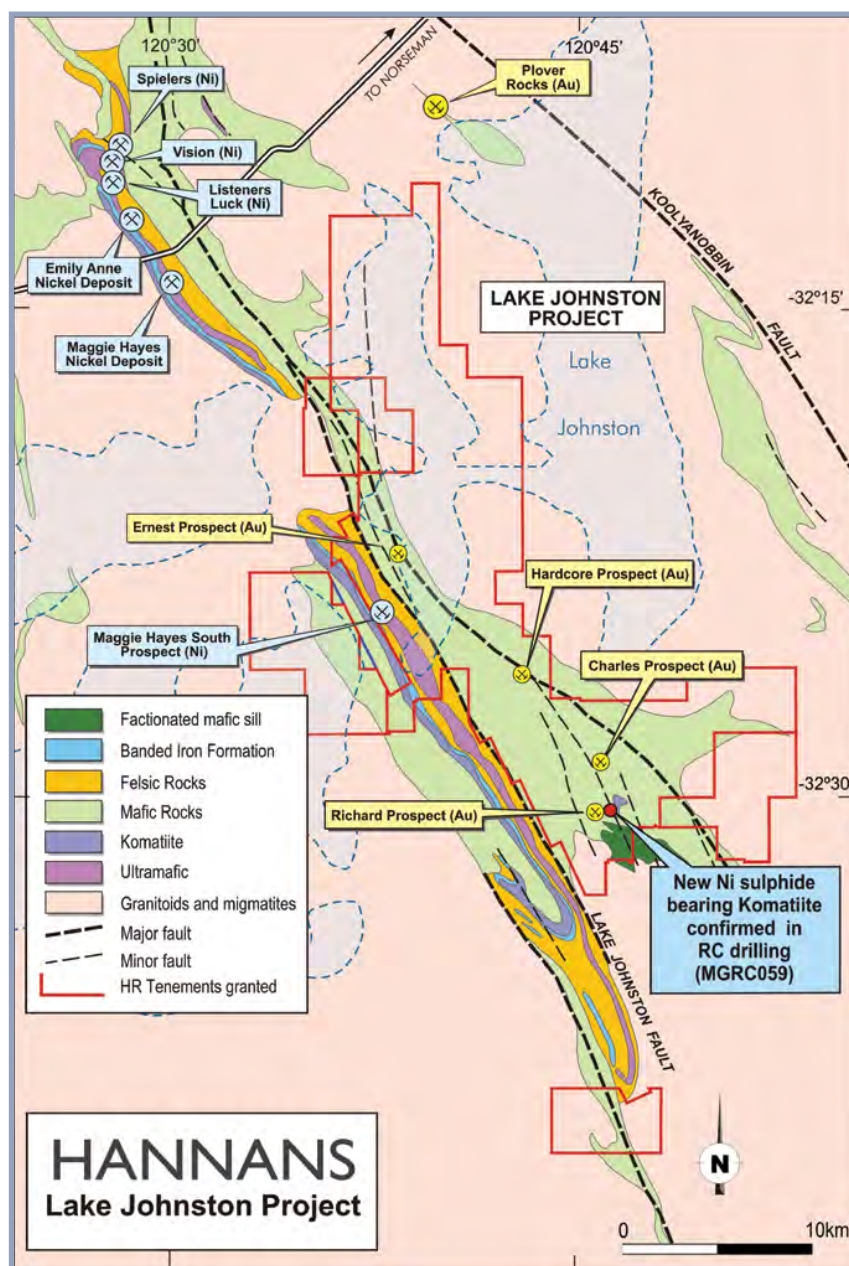 120°30'
120°45'
Spielers (Ni)
Vision (Ni)
Listeners
Luck (Ni)
Emily Anne
Nickel Deposit
Maggie Hayes
Nickel Deposit
TO NORSEMAN
Plover
Rocks (Au)
KOOLYANOBBIN
FAULT
-32°15'
LAKE JOHNSTON
PROJECT
Lake
Johnston
Ernest Prospect (Au)
Hardcore Prospect (Au)
Maggie Hayes South
Prospect (Ni)
Charles Prospect (Au)
-32°30
Richard Prospect (Au)
New Ni sulphide
bearing Komatiite
confirmed in
RC drilling
(MGRC059)
LAKE JOHNSTON FAULT
Factionated mafic sill
Banded Iron Formation
Felsic Rocks
Mafic Rocks
Komatiite
Ultramafic
Granitoids and migmatites
Major fault
Minor fault
HR Tenements granted
HANNANS
Lake Johnston Project
N
0 10km